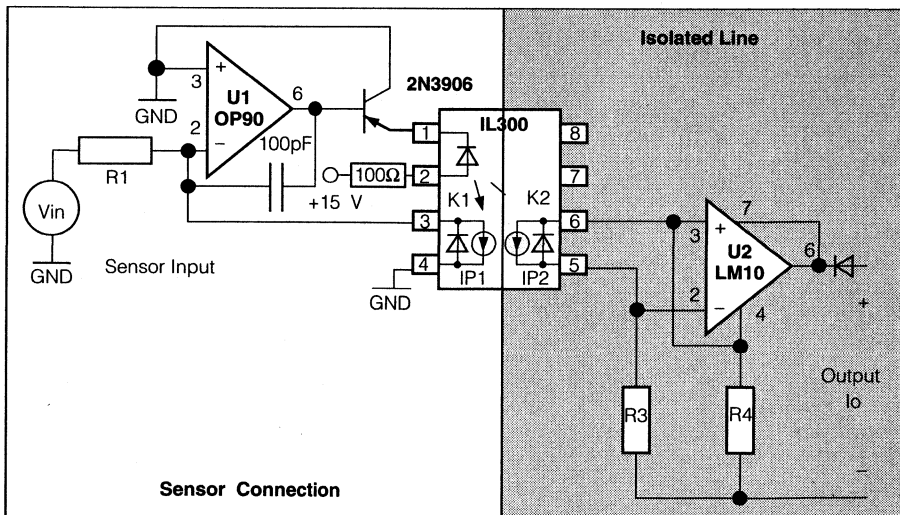 Isolated Line
2N3906
+
3
U1
OP90
6
GND
2
−
100pF
R1
IL300
1
8
100Ω
2
7
+15 V
K1
K2
Vin
3
6
GND
Sensor Input
4
IP1
IP2
5
GND
3
+
7
U2
LM10
6
2
−
4
+
R3
R4
Output
Io
−
Sensor Connection